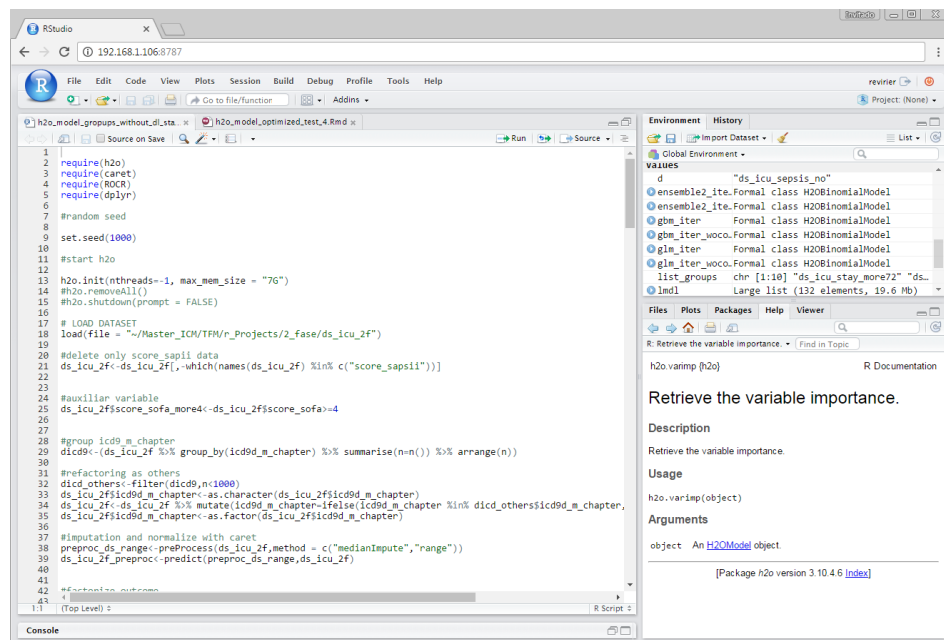 Invitado
RStudio
192.168.1.106:8787
R File Edit Code View Plots Session Build Debug Profile Tools Help revirier
Go to file/function Addins Project: (None)
h2o_model_gropups_without_dl_sta... h2o_model_optimized_test_4.Rmd
Source on Save Run Source
1
2 require(h2o)
3 require(caret)
4 require(ROCR)
5 require(dplyr)
6
7 #random seed
8
9 set.seed(1000)
10
11 #start h2o
12
13 h2o.init(nthreads=-1, max_mem_size = "7G")
14 #h2o.removeAll()
15 #h2o.shutdown(prompt = FALSE)
16
17 # LOAD DATASET
18 load(file = "~/Master_ICM/TFM/r_Projects/2_fase/ds_icu_2f")
19
20 #delete only score_sapii data
21 ds_icu_2f<-ds_icu_2f[,-which(names(ds_icu_2f) %in% c("score_sapsii"))]
22
23
24 #auxiliar variable
25 ds_icu_2f$score_sofa_more4<-ds_icu_2f$score_sofa>=4
26
27
28 #group icd9_m_chapter
29 dicd9<-(ds_icu_2f %>% group_by(icd9d_m_chapter) %>% summarise(n=n()) %>% arrange(n))
30
31 #refactoring as others
32 dicd_others<-filter(dicd9,n<1000)
33 ds_icu_2f$icd9d_m_chapter<-as.character(ds_icu_2f$icd9d_m_chapter)
34 ds_icu_2f<-ds_icu_2f %>% mutate(icd9d_m_chapter=ifelse(icd9d_m_chapter %in% dicd_others$icd9d_m_chapter,
35 ds_icu_2f$icd9d_m_chapter<-as.factor(ds_icu_2f$icd9d_m_chapter)
36
37 #imputation and normalize with caret
38 preproc_ds_range<-preProcess(ds_icu_2f,method = c("medianImpute","range"))
39 ds_icu_2f_preproc<-predict(preproc_ds_range,ds_icu_2f)
40
41
42 #factorize outcome
43
1:1 (Top Level) R Script
Console
Environment History
Import Dataset List
Global Environment
Values
d "ds_icu_sepsis_no"
ensemble2_ite… Formal class H2OBinomialModel
ensemble2_ite… Formal class H2OBinomialModel
gbm_iter Formal class H2OBinomialModel
gbm_iter_woco… Formal class H2OBinomialModel
glm_iter Formal class H2OBinomialModel
glm_iter_woco… Formal class H2OBinomialModel
list_groups chr [1:10] "ds_icu_stay_more72" "ds…
lmdl Large list (132 elements, 19.6 Mb)
Files Plots Packages Help Viewer
R: Retrieve the variable importance. Find in Topic
h2o.varimp {h2o} R Documentation
Retrieve the variable importance.
Description
Retrieve the variable importance.
Usage
h2o.varimp(object)
Arguments
object An H2OModel object.
[Package h2o version 3.10.4.6 Index]